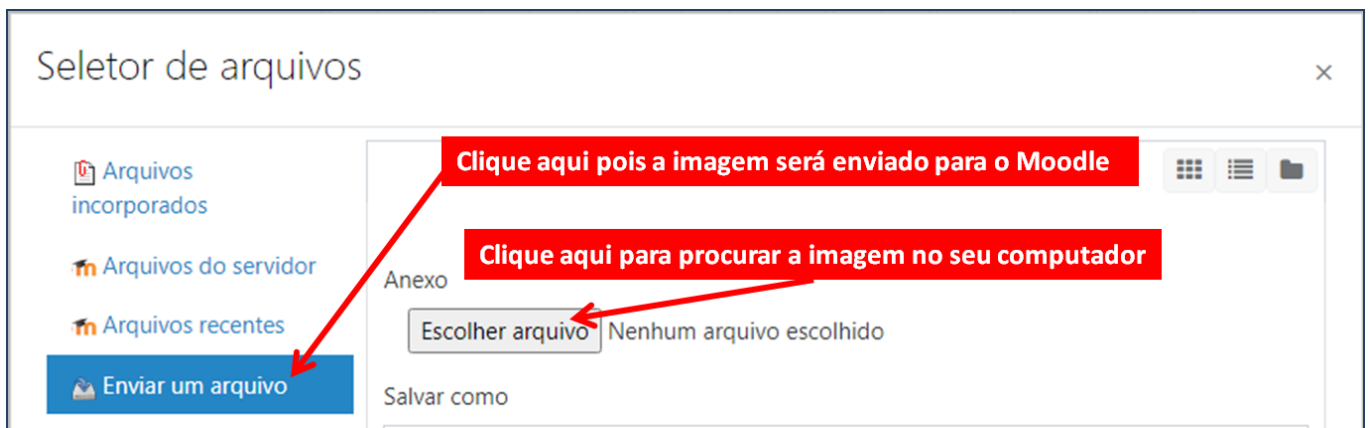 Seletor de arquivos
×
Clique aqui pois a imagem será enviado para o Moodle
Arquivos
incorporados
Clique aqui para procurar a imagem no seu computador
Arquivos do servidor
Anexo
Arquivos recentes
Escolher arquivo Nenhum arquivo escolhido
Enviar um arquivo
Salvar como